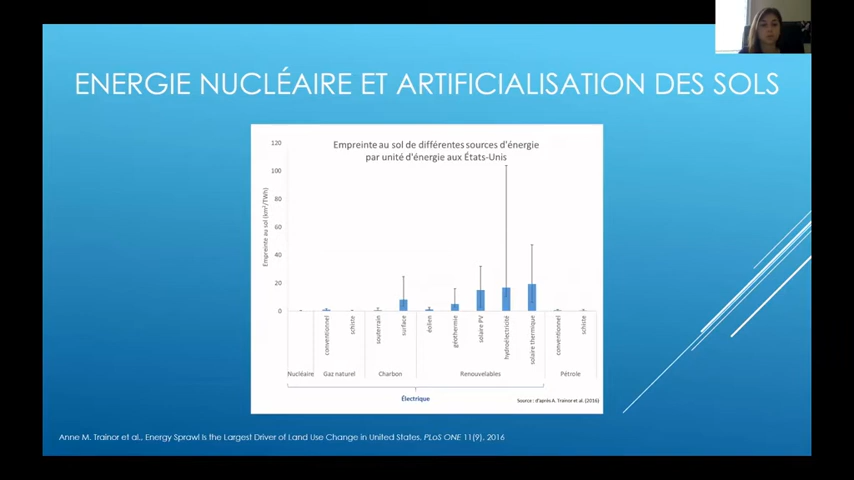 ENERGIE NUCLÉAIRE ET ARTIFICIALISATION DES SOLS
Empreinte au sol de différentes sources d'énergie
par unité d'énergie aux États-Unis
Empreinte au sol (km²/TWh)
120
100
80
60
40
20
0
conventionnel
schiste
souterrain
surface
éolien
géothermie
solaire PV
hydroélectricité
solaire thermique
conventionnel
schiste
Nucléaire
Gaz naturel
Charbon
Renouvelables
Pétrole
Électrique
Source : d'après A. Trainor et al. (2016)
Anne M. Trainor et al., Energy Sprawl Is the Largest Driver of Land Use Change in United States. PLoS ONE 11(9), 2016